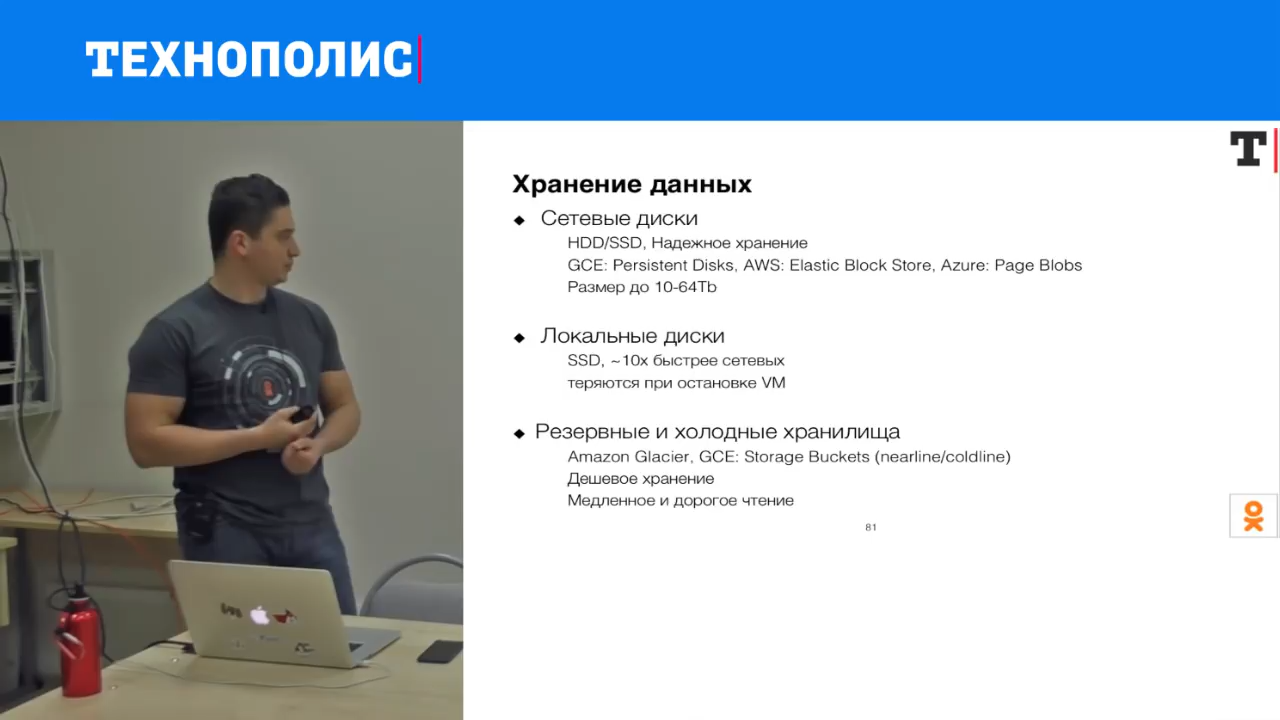 ТЕХНОПОЛИС
Т
Хранение данных
Сетевые диски
HDD/SSD, Надежное хранение
GCE: Persistent Disks, AWS: Elastic Block Store, Azure: Page Blobs
Размер до 10-64Tb
Локальные диски
SSD, ~10x быстрее сетевых
теряются при остановке VM
Резервные и холодные хранилища
Amazon Glacier, GCE: Storage Buckets (nearline/coldline)
Дешевое хранение
Медленное и дорогое чтение
81